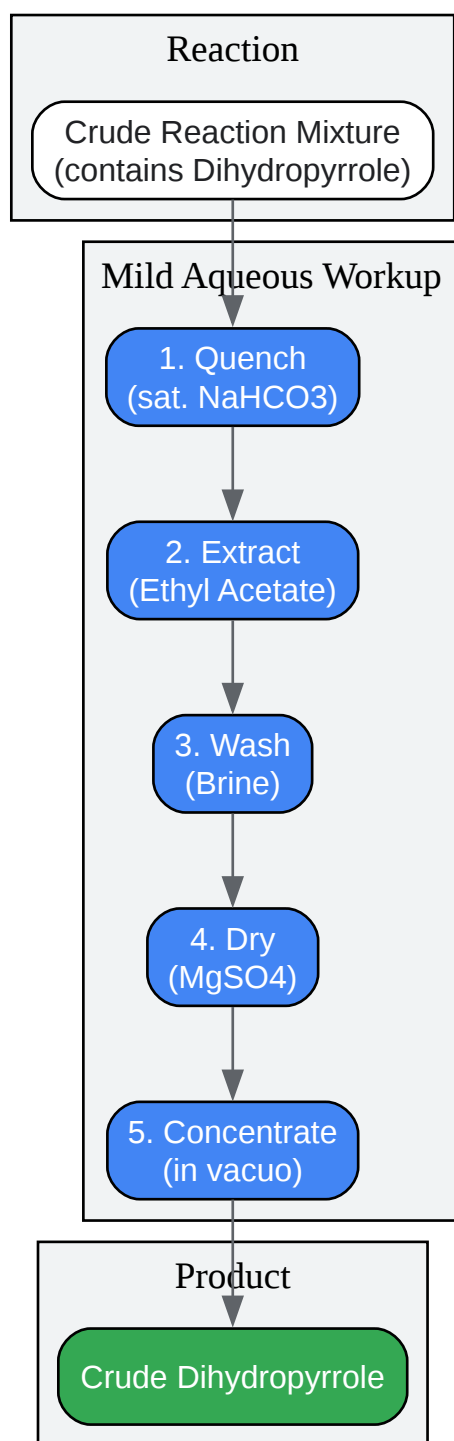 Reaction
Crude Reaction Mixture
(contains Dihydropyrrole)
Mild Aqueous Workup
1. Quench
(sat. NaHCO3)
2. Extract
(Ethyl Acetate)
3. Wash
(Brine)
4. Dry
(MgSO4)
5. Concentrate
(in vacuo)
Product
Crude Dihydropyrrole